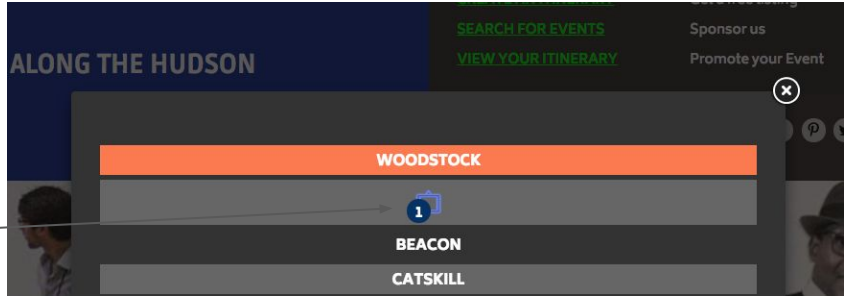 SEARCH FOR EVENTS
Sponsor us
ALONG THE HUDSON
VIEW YOUR ITINERARY
Promote your Event
WOODSTOCK
1
BEACON
CATSKILL